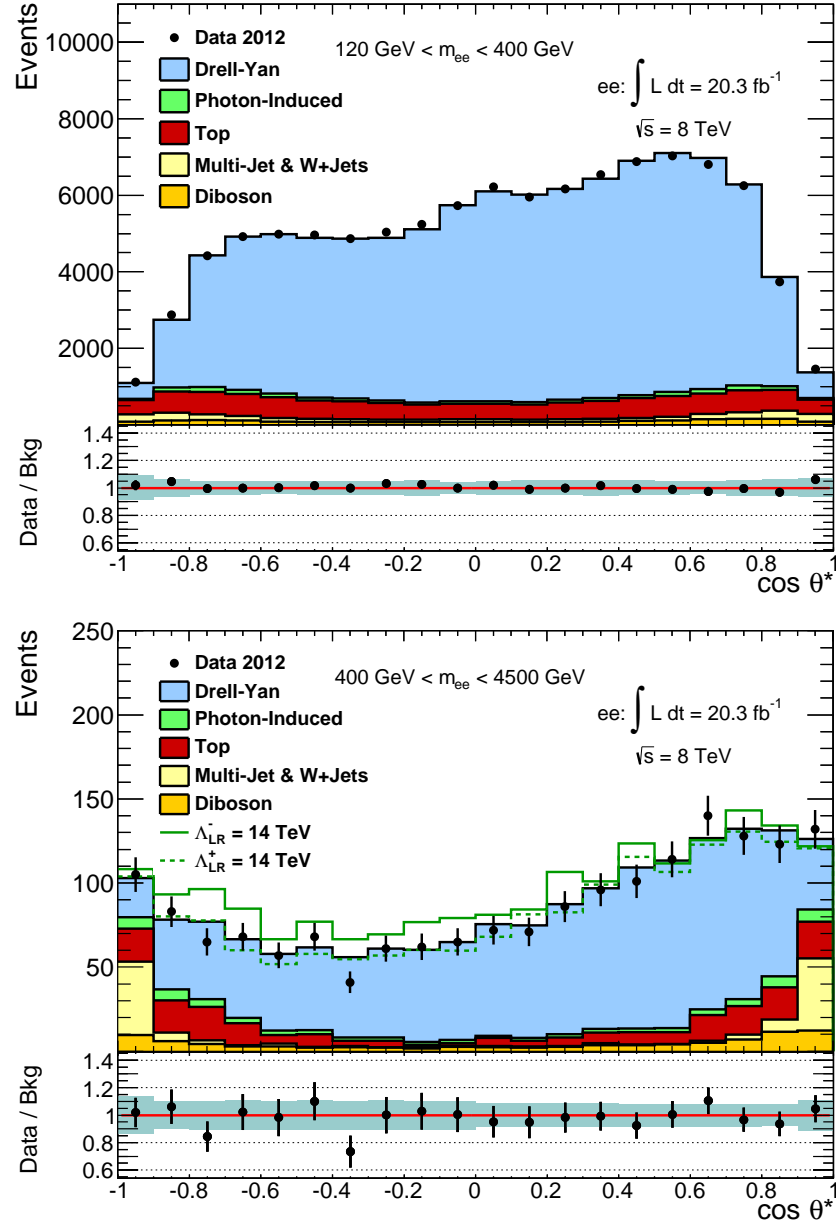 Events
10000
8000
6000
4000
2000
Data 2012
Drell-Yan
Photon-Induced
Top
Multi-Jet & W+Jets
Diboson
120 GeV < m_ee < 400 GeV
ee: ∫ L dt = 20.3 fb⁻¹
√s = 8 TeV
Data / Bkg
1.4
1.2
1
0.8
0.6
-1 -0.8 -0.6 -0.4 -0.2 0 0.2 0.4 0.6 0.8 1
cos θ*
Events
250
200
150
100
50
Data 2012
Drell-Yan
Photon-Induced
Top
Multi-Jet & W+Jets
Diboson
Λ⁻_LR = 14 TeV
Λ⁺_LR = 14 TeV
400 GeV < m_ee < 4500 GeV
ee: ∫ L dt = 20.3 fb⁻¹
√s = 8 TeV
Data / Bkg
1.4
1.2
1
0.8
0.6
-1 -0.8 -0.6 -0.4 -0.2 0 0.2 0.4 0.6 0.8 1
cos θ*